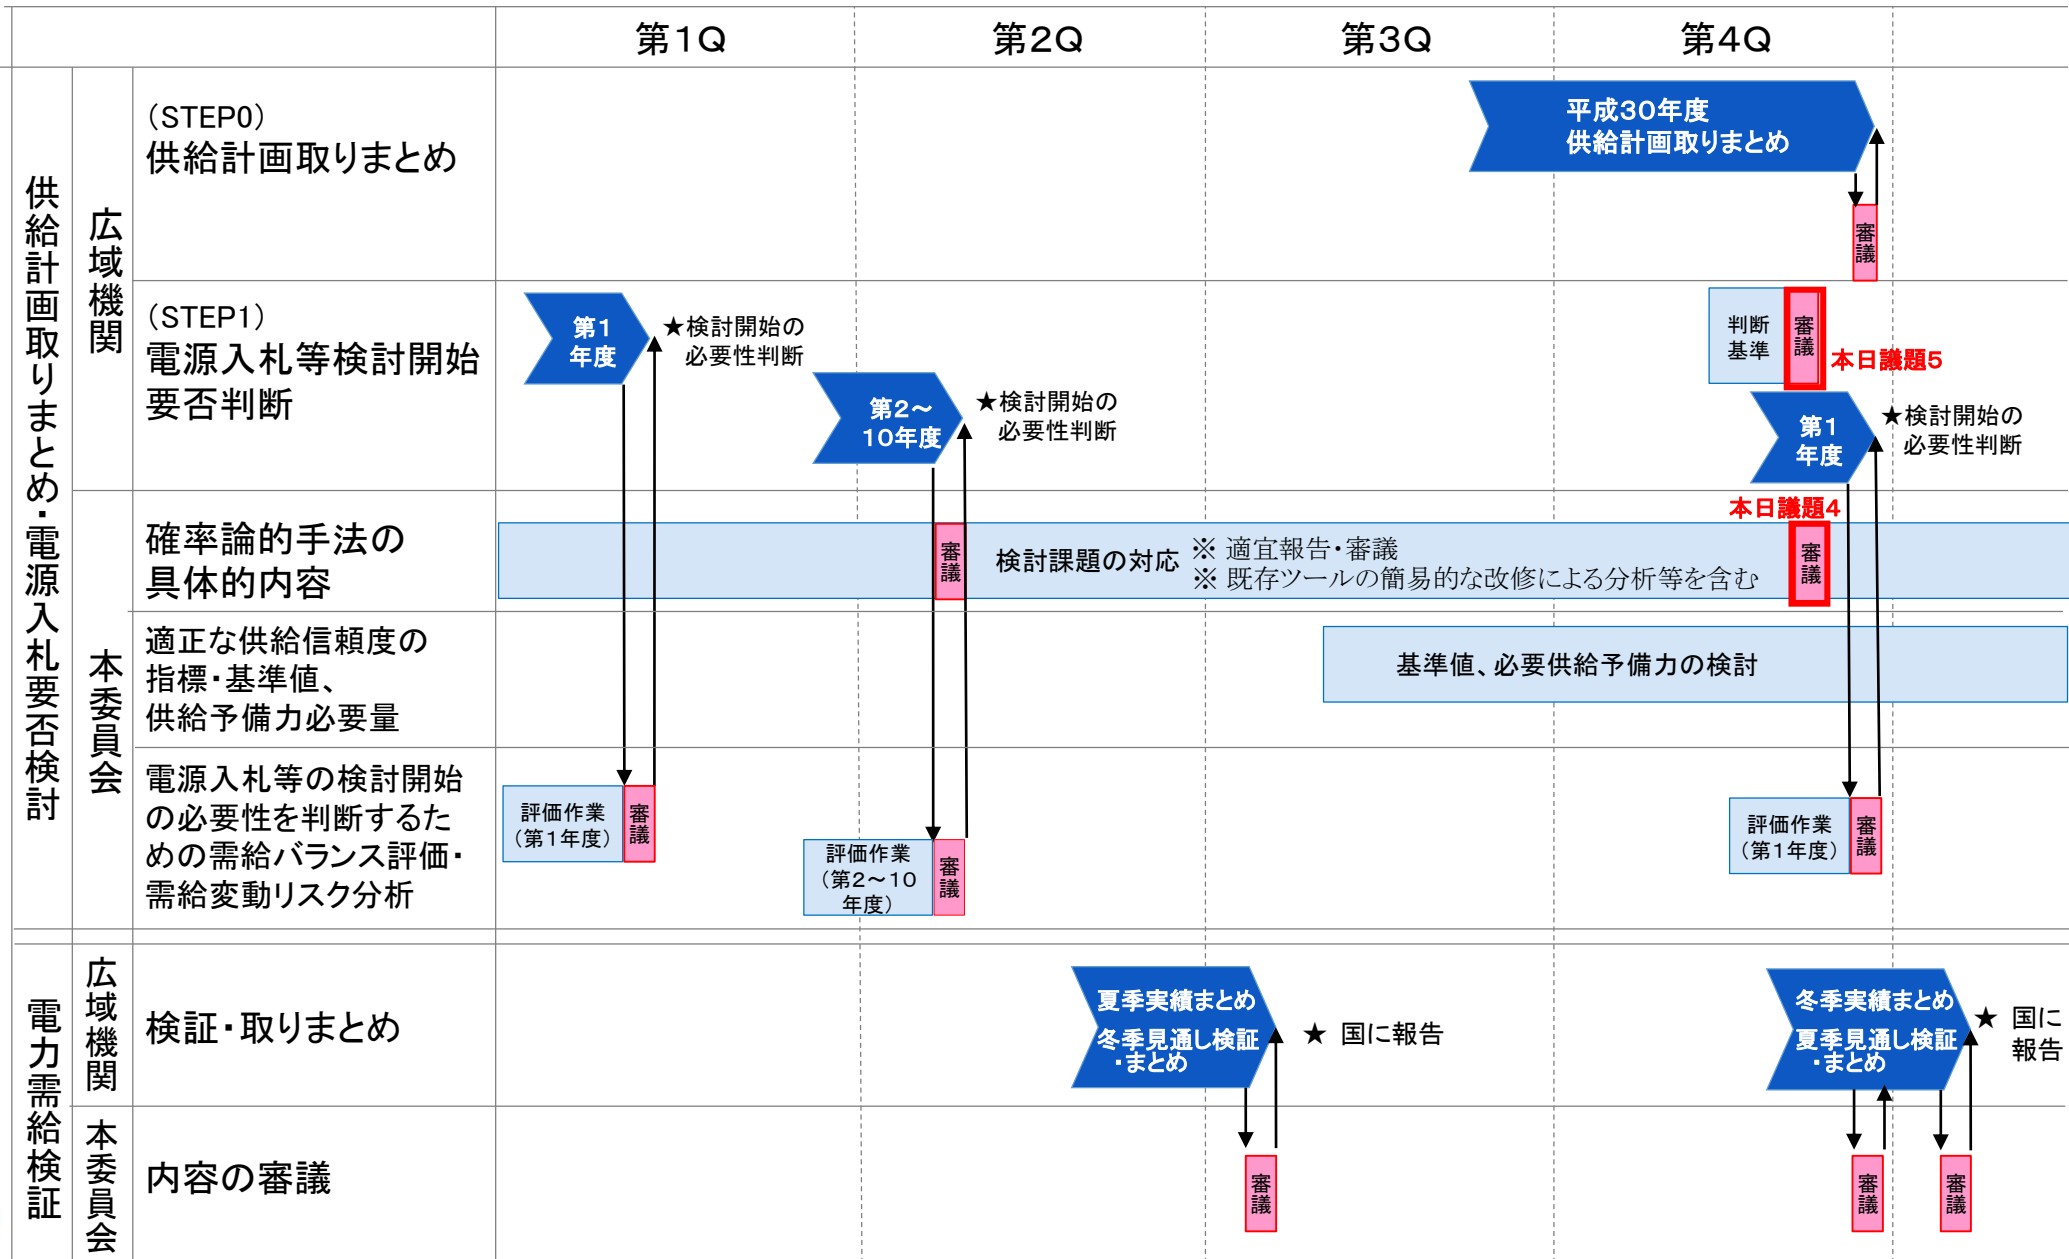 第1Q
第2Q
第3Q
第4Q
供給計画取りまとめ・電源入札要否検討
広域機関
(STEP0)
供給計画取りまとめ
平成30年度
供給計画取りまとめ
審議
(STEP1)
電源入札等検討開始
要否判断
第1
年度
★検討開始の
必要性判断
第2～
10年度
★検討開始の
必要性判断
判断
基準
審議
本日議題5
第1
年度
★検討開始の
必要性判断
本委員会
確率論的手法の
具体的内容
審議
検討課題の対応
※ 適宜報告・審議
※ 既存ツールの簡易的な改修による分析等を含む
本日議題4
審議
適正な供給信頼度の
指標・基準値、
供給予備力必要量
基準値、必要供給予備力の検討
電源入札等の検討開始
の必要性を判断するた
めの需給バランス評価・
需給変動リスク分析
評価作業
(第1年度)
審議
評価作業
(第2～10
年度)
審議
評価作業
(第1年度)
審議
電力需給検証
広域機関
検証・取りまとめ
夏季実績まとめ
冬季見通し検証
・まとめ
★ 国に報告
冬季実績まとめ
夏季見通し検証
・まとめ
★ 国に
報告
本委員会
内容の審議
審議
審議
審議